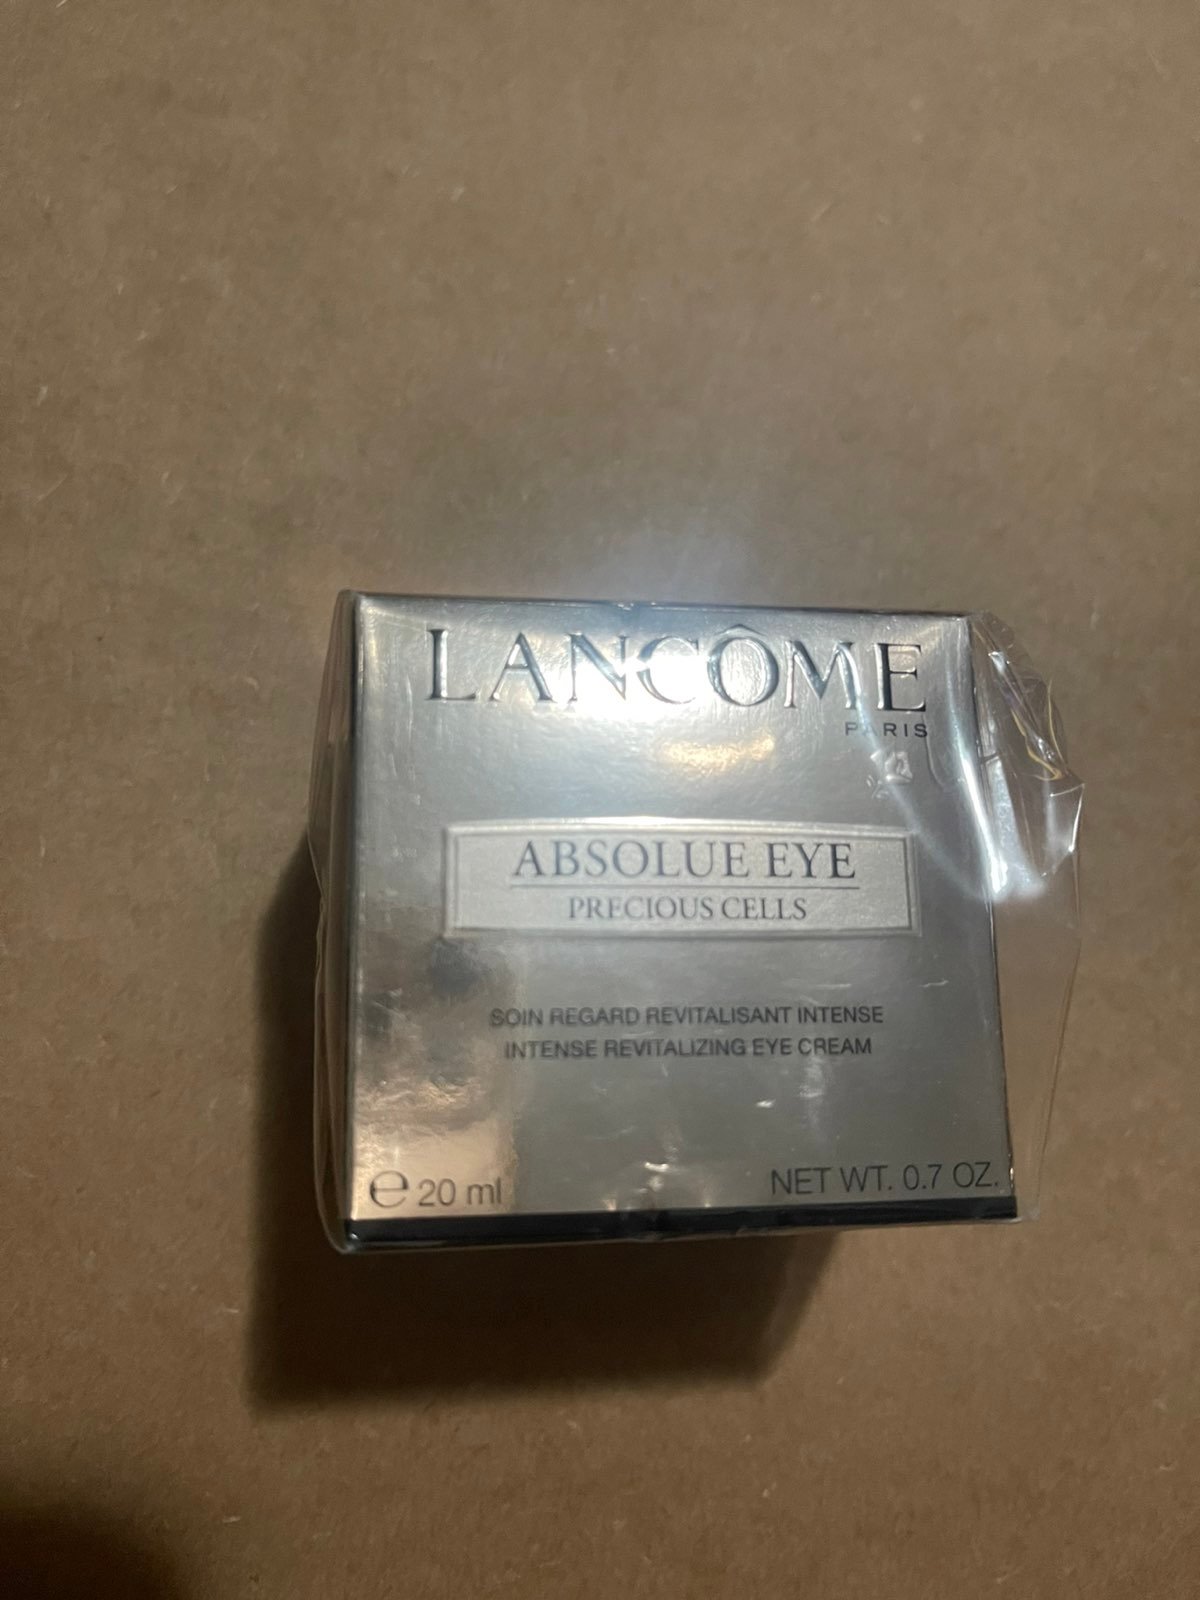 LANCÔME
PARIS
ABSOLUE EYE
PRECIOUS CELLS
SOIN REGARD REVITALISANT INTENSE
INTENSE REVITALIZING EYE CREAM
℮ 20 ml
NET WT. 0.7 OZ.